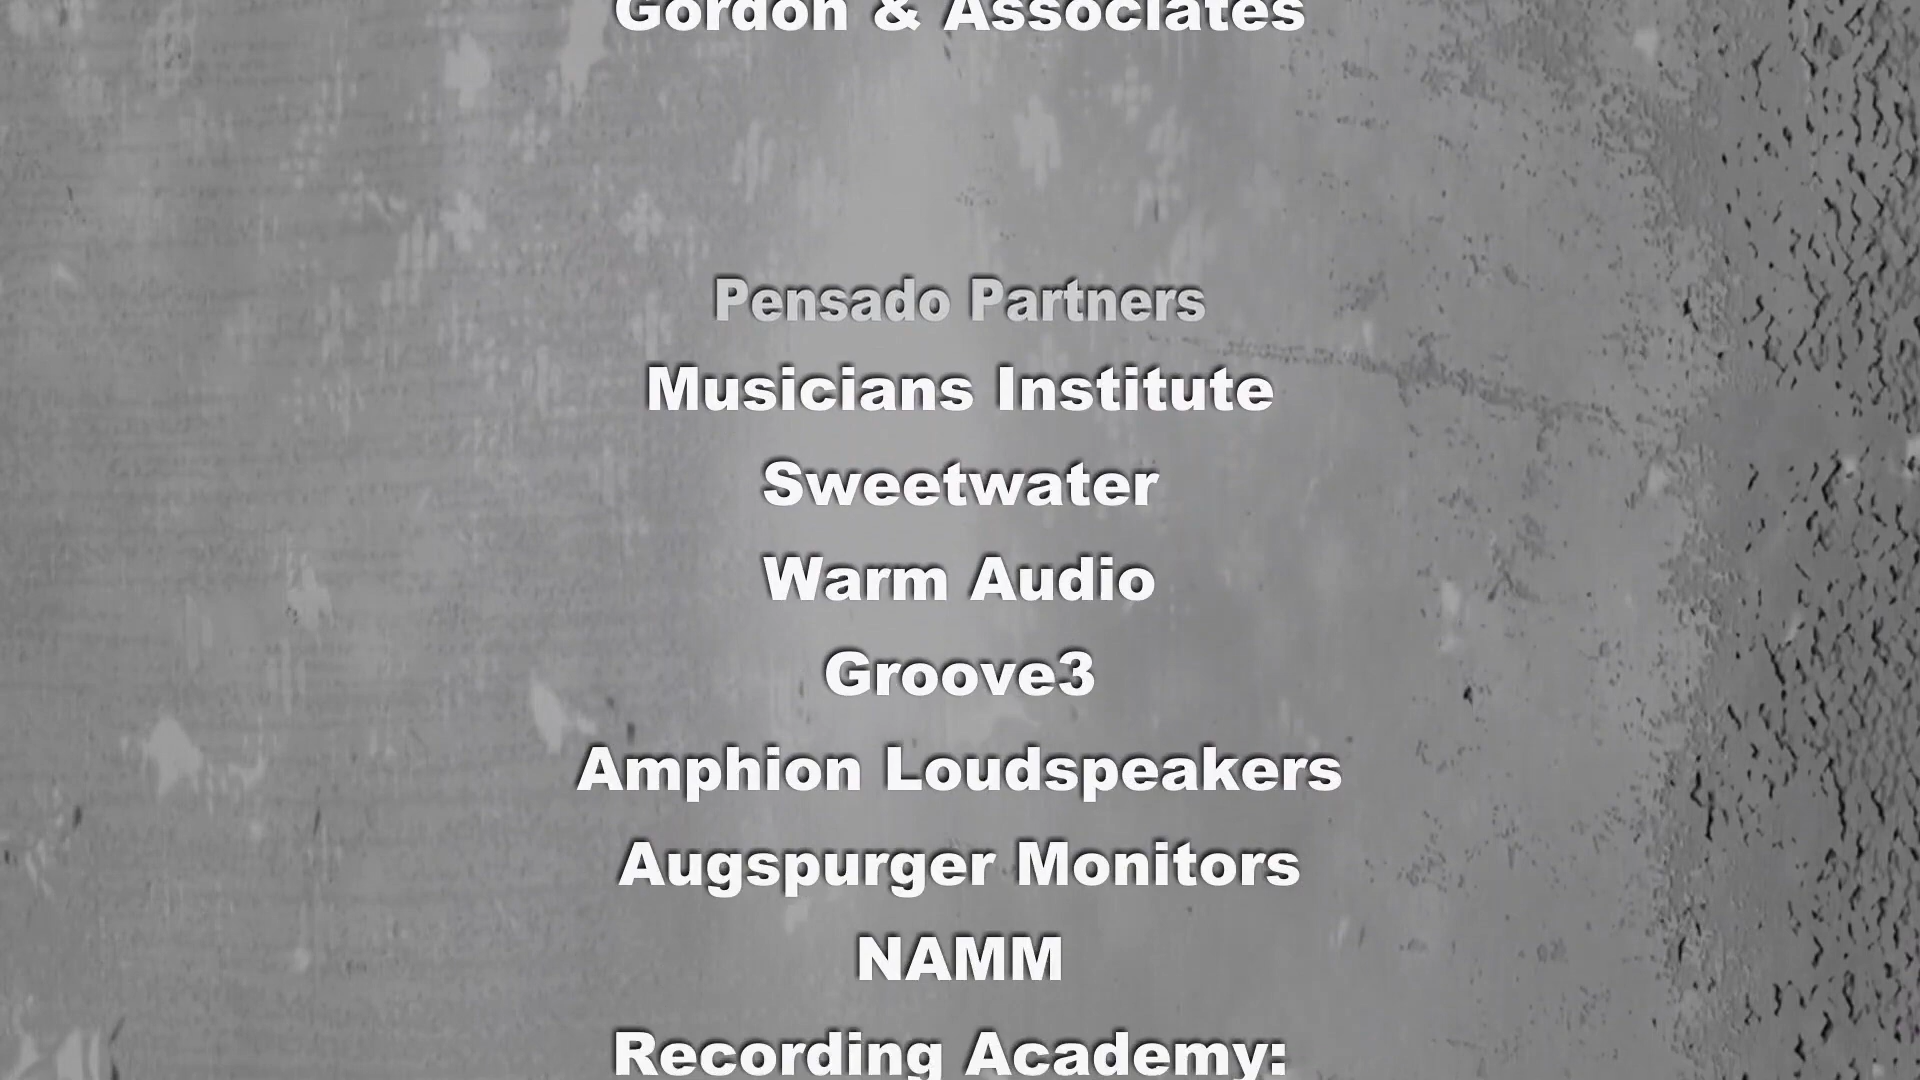 Gordon & Associates
Pensado Partners
Musicians Institute
Sweetwater
Warm Audio
Groove3
Amphion Loudspeakers
Augspurger Monitors
NAMM
Recording Academy: